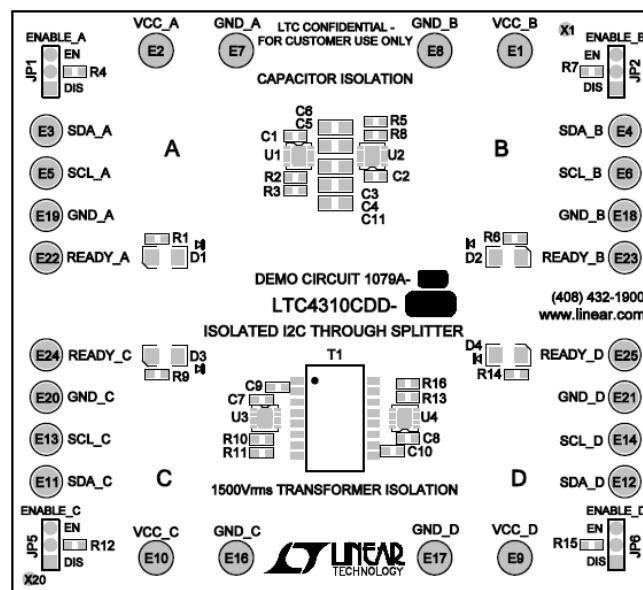 VCC_A GND_A LTC CONFIDENTIAL - GND_B VCC_B
FOR CUSTOMER USE ONLY
ENABLE_A E2 E7 E8 E1 X1 ENABLE_B
JP1 EN R4 DIS
R7 EN DIS JP2
CAPACITOR ISOLATION
E3 SDA_A
E5 SCL_A
E19 GND_A
E22 READY_A
A
C6
C5
C1
U1
R2
R3
R5
R8
U2
C2
C3
C4
C11
B
SDA_B E4
SCL_B E6
GND_B E18
READY_B E23
R1
D1
R6
D2
DEMO CIRCUIT 1079A-
LTC4310CDD-
(408) 432-1900
www.linear.com
ISOLATED I2C THROUGH SPLITTER
E24 READY_C
E20 GND_C
E13 SCL_C
E11 SDA_C
D3
R9
T1
C9
C7
U3
R10
R11
R16
R13
U4
C8
C10
D4
R14
READY_D E25
GND_D E21
SCL_D E14
SDA_D E12
C
D
1500Vrms TRANSFORMER ISOLATION
ENABLE_C
JP5 EN R12 DIS
X20
VCC_C E10
GND_C E16
LT LINEAR
TECHNOLOGY
GND_D E17
VCC_D E9
ENABLE_D
R15 EN DIS JP6